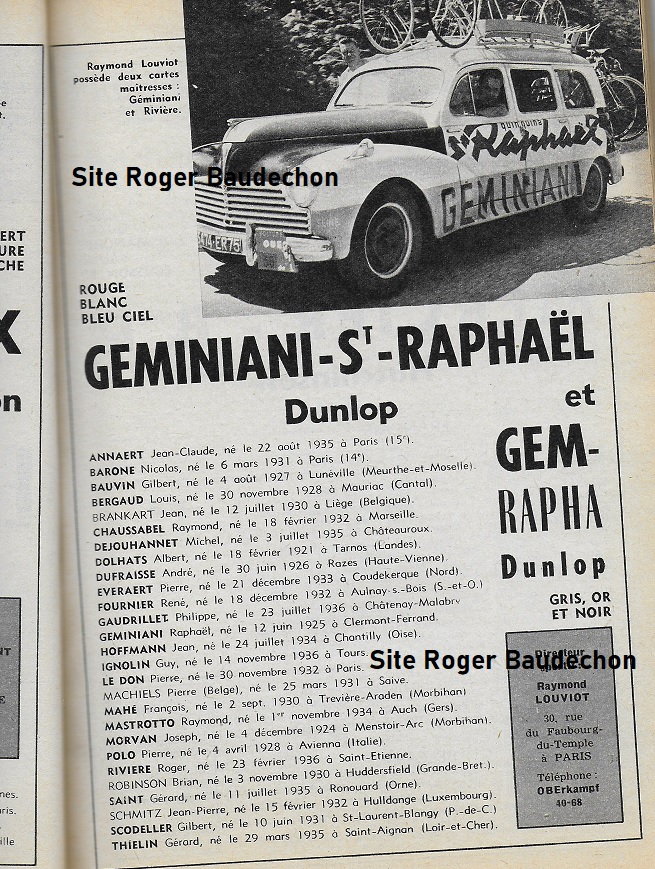 Raymond Louviot
possède deux cartes
maîtresses :
Géminiani
et Rivière.
quinquina
St Raphaël
GEMINIANI
Site Roger Baudechon
ERT
URE
CHE
X
on
ROUGE
BLANC
BLEU CIEL
GEMINIANI-ST-RAPHAËL
Dunlop
et
GEM-
RAPHA
Dunlop
GRIS, OR
ET NOIR
ANNAERT Jean-Claude, né le 22 août 1935 à Paris (15e).
BARONE Nicolas, né le 6 mars 1931 à Paris (14e).
BAUVIN Gilbert, né le 4 août 1927 à Lunéville (Meurthe-et-Moselle).
BERGAUD Louis, né le 30 novembre 1928 à Mauriac (Cantal).
BRANKART Jean, né le 12 juillet 1930 à Liège (Belgique).
CHAUSSABEL Raymond, né le 18 février 1932 à Marseille.
DEJOUHANNET Michel, né le 3 juillet 1935 à Châteauroux.
DOLHATS Albert, né le 18 février 1921 à Tarnos (Landes).
DUFRAISSE André, né le 30 juin 1926 à Razes (Haute-Vienne).
EVERAERT Pierre, né le 21 décembre 1933 à Coudekerque (Nord).
FOURNIER René, né le 18 décembre 1932 à Aulnay-s.-Bois (S.-et-O.)
GAUDRILLET Philippe, né le 23 juillet 1936 à Châtenay-Malabry
GEMINIANI Raphaël, né le 12 juin 1925 à Clermont-Ferrand.
HOFFMANN Jean, né le 24 juillet 1934 à Chantilly (Oise).
IGNOLIN Guy, né le 14 novembre 1936 à Tours.
LE DON Pierse, né le 30 novembre 1932 à Paris.
MACHIELS Pierre (Belge), né le 25 mars 1931 à Saive.
MAHÉ François, né le 2 sept. 1930 à Trevière-Araden (Morbihan)
MASTROTTO Raymond, né le 1er novembre 1934 à Auch (Gers).
MORVAN Joseph, né le 4 décembre 1924 à Menstoir-Arc (Morbihan).
POLO Pierre, né le 4 avril 1928 à Avienna (Italie).
RIVIERE Roger, né le 23 février 1936 à Saint-Etienne.
ROBINSON Brian, né le 3 novembre 1930 à Huddersfield (Grande-Bret.).
SAINT Gérard, né le 11 juillet 1935 à Ronouard (Orne).
SCHMITZ Jean-Pierre, né le 15 février 1932 à Hulldange (Luxembourg).
SCODELLER Gilbert, né le 10 juin 1931 à St-Laurent-Blangy (P.-de-C.)
THIELIN Gérard, né le 29 mars 1935 à Saint-Aignan (Loir-et-Cher).
Site Roger Baudechon
Directeur
Raymond
LOUVIOT
30, rue
du Faubourg-
du-Temple
à PARIS
Téléphone :
OBErkampf
40-68
NT
E
nes.
aris.
ille